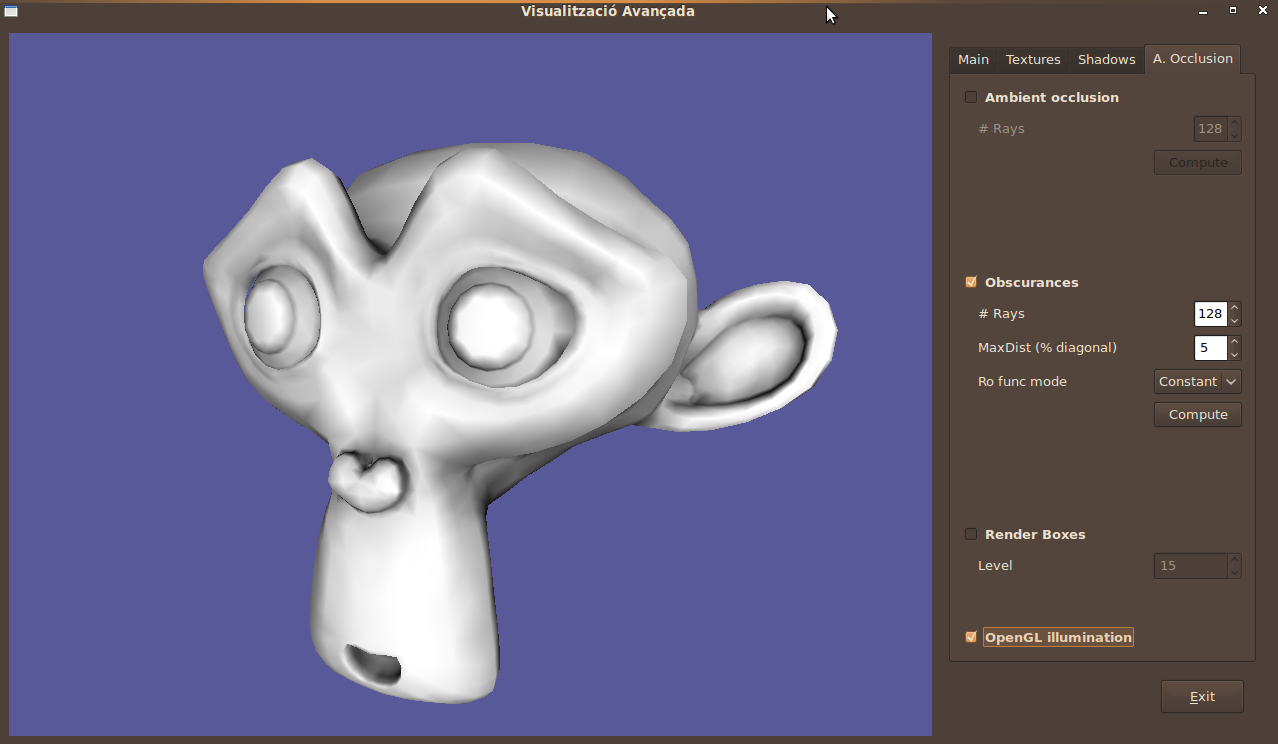 Visualització Avançada
Main Textures Shadows A. Occlusion
Ambient occlusion
# Rays 128
Compute
Obscurances
# Rays 128
MaxDist (% diagonal) 5
Ro func mode Constant
Compute
Render Boxes
Level 15
OpenGL illumination
Exit